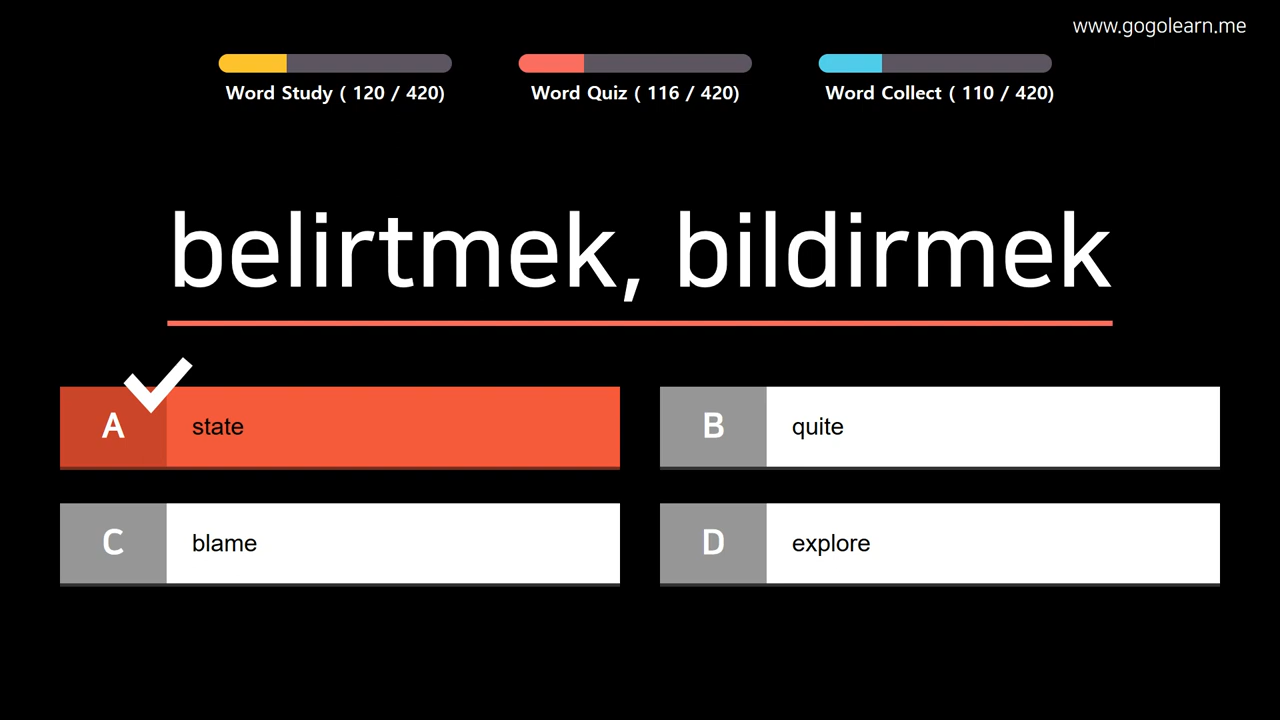 www.gogolearn.me
Word Study ( 120 / 420)
Word Quiz ( 116 / 420)
Word Collect ( 110 / 420)
belirtmek, bildirmek
A state
B quite
C blame
D explore